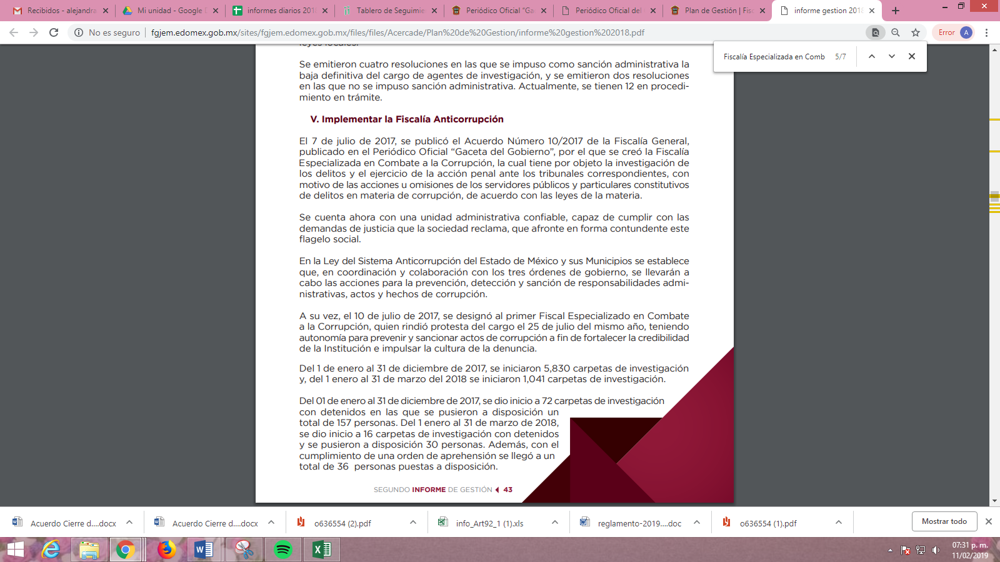 Recibidos - alejandra
Mi unidad - Google D
informes diarios 2018
Tablero de Seguimie
Periódico Oficial "Ga
Periódico Oficial del
Plan de Gestión | Fisc
informe gestion 2018
No es seguro | fgjem.edomex.gob.mx/sites/fgjem.edomex.gob.mx/files/files/Acercade/Plan%20de%20Gestion/informe%20gestion%202018.pdf
Error A
Fiscalía Especializada en Comb 5/7
leyes locales.
Se emitieron cuatro resoluciones en las que se impuso como sanción administrativa la
baja definitiva del cargo de agentes de investigación, y se emitieron dos resoluciones
en las que no se impuso sanción administrativa. Actualmente, se tienen 12 en procedi-
miento en trámite.
V. Implementar la Fiscalía Anticorrupción
El 7 de julio de 2017, se publicó el Acuerdo Número 10/2017 de la Fiscalía General,
publicado en el Periódico Oficial “Gaceta del Gobierno”, por el que se creó la Fiscalía
Especializada en Combate a la Corrupción, la cual tiene por objeto la investigación de
los delitos y el ejercicio de la acción penal ante los tribunales correspondientes, con
motivo de las acciones u omisiones de los servidores públicos y particulares constitutivos
de delitos en materia de corrupción, de acuerdo con las leyes de la materia.
Se cuenta ahora con una unidad administrativa confiable, capaz de cumplir con las
demandas de justicia que la sociedad reclama, que afronte en forma contundente este
flagelo social.
En la Ley del Sistema Anticorrupción del Estado de México y sus Municipios se establece
que, en coordinación y colaboración con los tres órdenes de gobierno, se llevarán a
cabo las acciones para la prevención, detección y sanción de responsabilidades admi-
nistrativas, actos y hechos de corrupción.
A su vez, el 10 de julio de 2017, se designó al primer Fiscal Especializado en Combate
a la Corrupción, quien rindió protesta del cargo el 25 de julio del mismo año, teniendo
autonomía para prevenir y sancionar actos de corrupción a fin de fortalecer la credibilidad
de la Institución e impulsar la cultura de la denuncia.
Del 1 de enero al 31 de diciembre de 2017, se iniciaron 5,830 carpetas de investigación
y, del 1 enero al 31 de marzo del 2018 se iniciaron 1,041 carpetas de investigación.
Del 01 de enero al 31 de diciembre de 2017, se dio inicio a 72 carpetas de investigación
con detenidos en las que se pusieron a disposición un
total de 157 personas. Del 1 enero al 31 de marzo de 2018,
se dio inicio a 16 carpetas de investigación con detenidos
y se pusieron a disposición 30 personas. Además, con el
cumplimiento de una orden de aprehensión se llegó a un
total de 36 personas puestas a disposición.
SEGUNDO INFORME DE GESTIÓN 43
Acuerdo Cierre d....docx
Acuerdo Cierre d....docx
o636554 (2).pdf
info_Art92_1 (1).xls
reglamento-2019....doc
o636554 (1).pdf
Mostrar todo
07:31 p. m.
11/02/2019